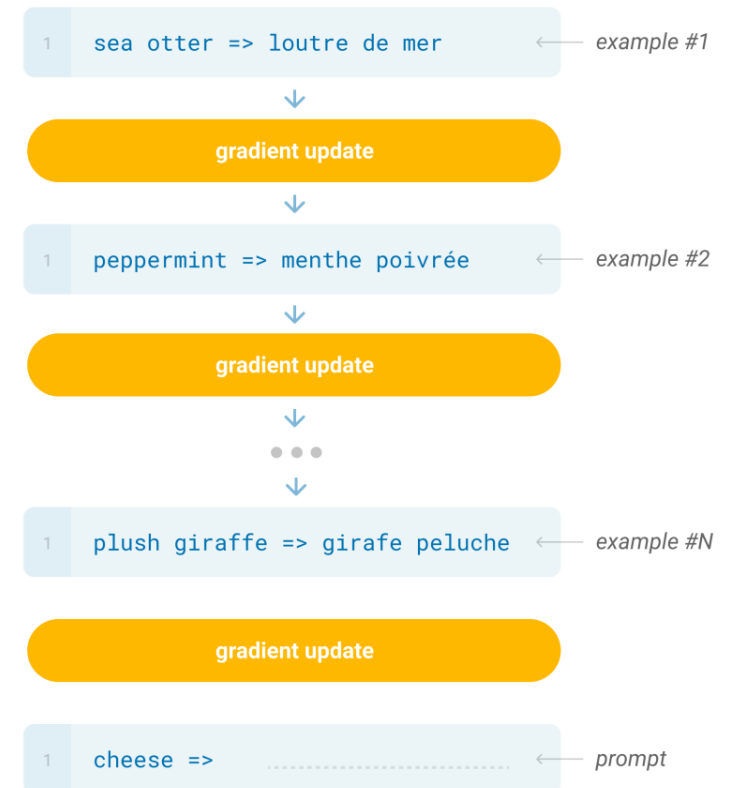 1 sea otter => loutre de mer example #1
gradient update
1 peppermint => menthe poivrée example #2
gradient update
1 plush giraffe => girafe peluche example #N
gradient update
1 cheese => prompt